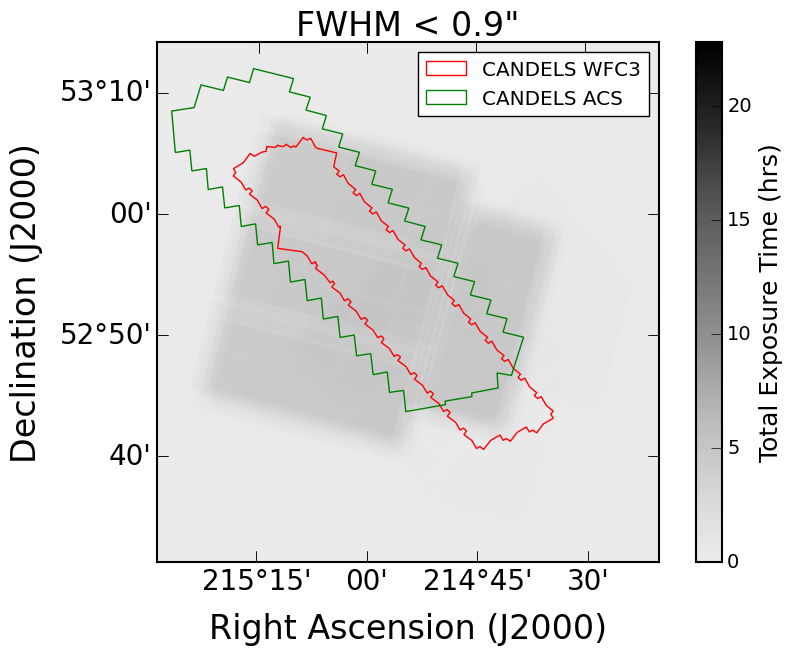 FWHM < 0.9"
CANDELS WFC3
CANDELS ACS
53°10'
00'
52°50'
40'
Declination (J2000)
215°15'
00'
214°45'
30'
Right Ascension (J2000)
20
15
10
5
0
Total Exposure Time (hrs)